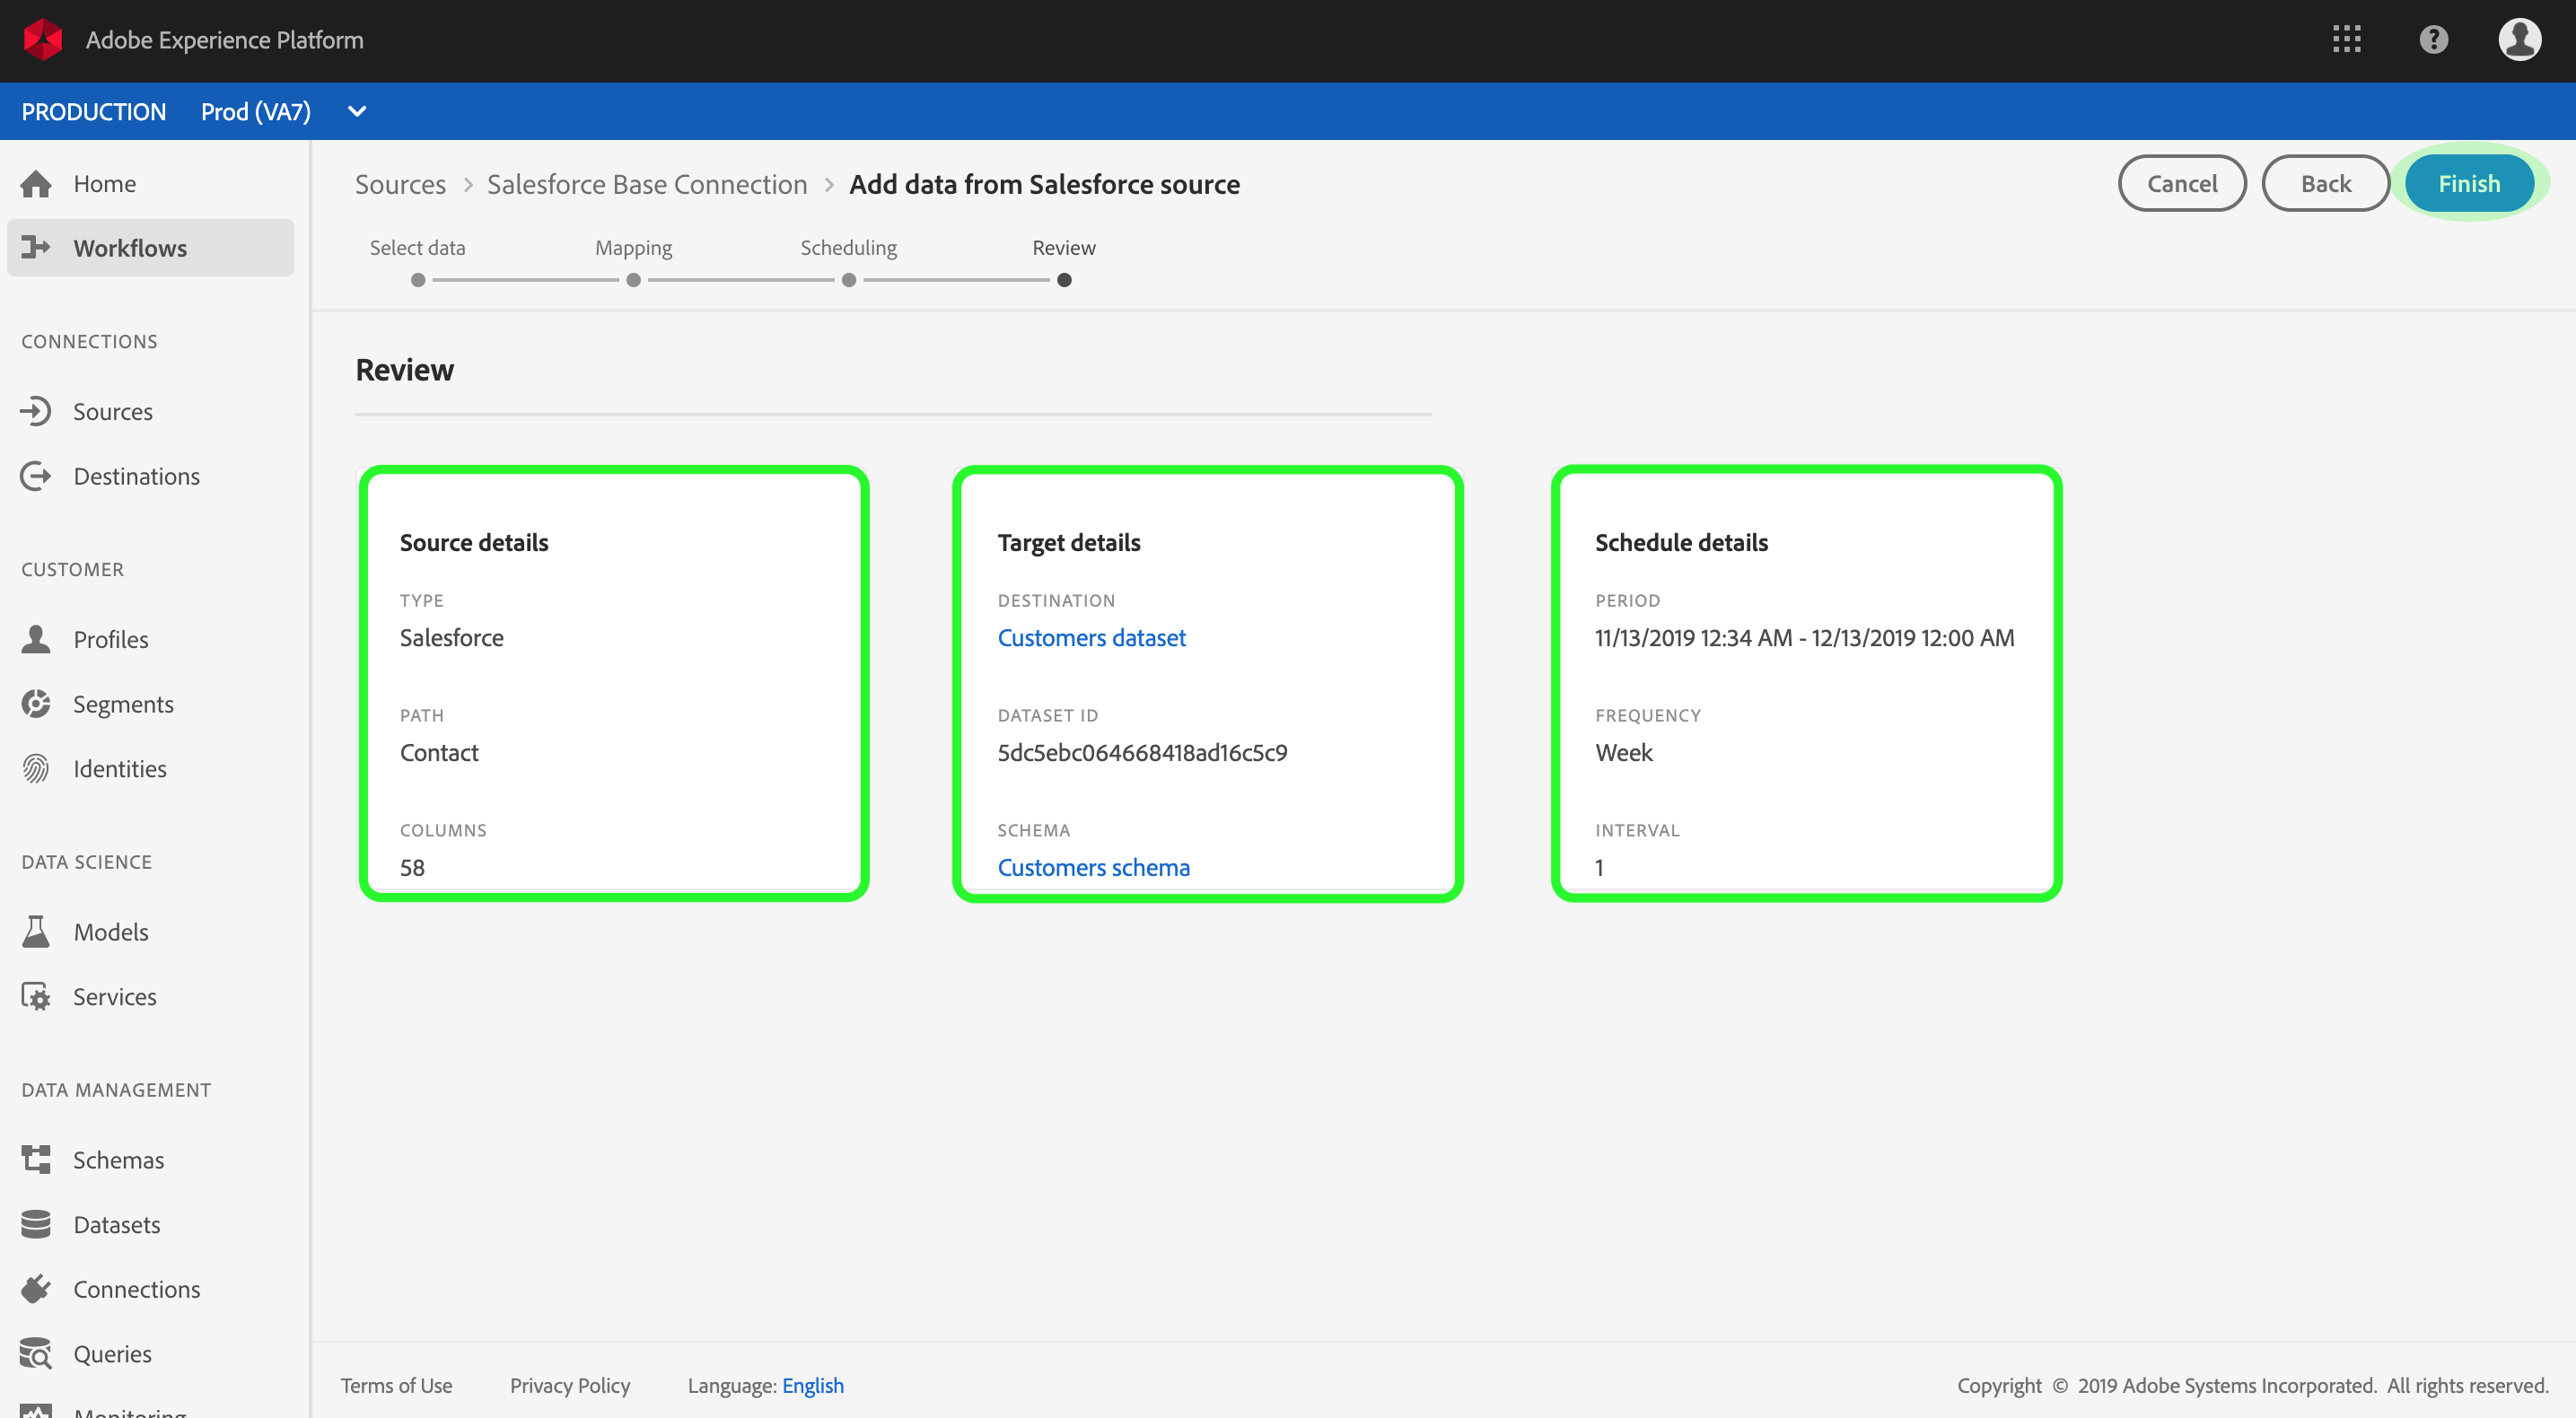 Adobe Experience Platform
?
PRODUCTION Prod (VA7)
Home
Workflows
CONNECTIONS
Sources
Destinations
CUSTOMER
Profiles
Segments
Identities
DATA SCIENCE
Models
Services
DATA MANAGEMENT
Schemas
Datasets
Connections
Queries
Monitoring
Sources > Salesforce Base Connection > Add data from Salesforce source
Cancel Back Finish
Select data Mapping Scheduling Review
Review
Source details
TYPE
Salesforce
PATH
Contact
COLUMNS
58
Target details
DESTINATION
Customers dataset
DATASET ID
5dc5ebc064668418ad16c5c9
SCHEMA
Customers schema
Schedule details
PERIOD
11/13/2019 12:34 AM - 12/13/2019 12:00 AM
FREQUENCY
Week
INTERVAL
1
Terms of Use Privacy Policy Language: English Copyright © 2019 Adobe Systems Incorporated. All rights reserved.